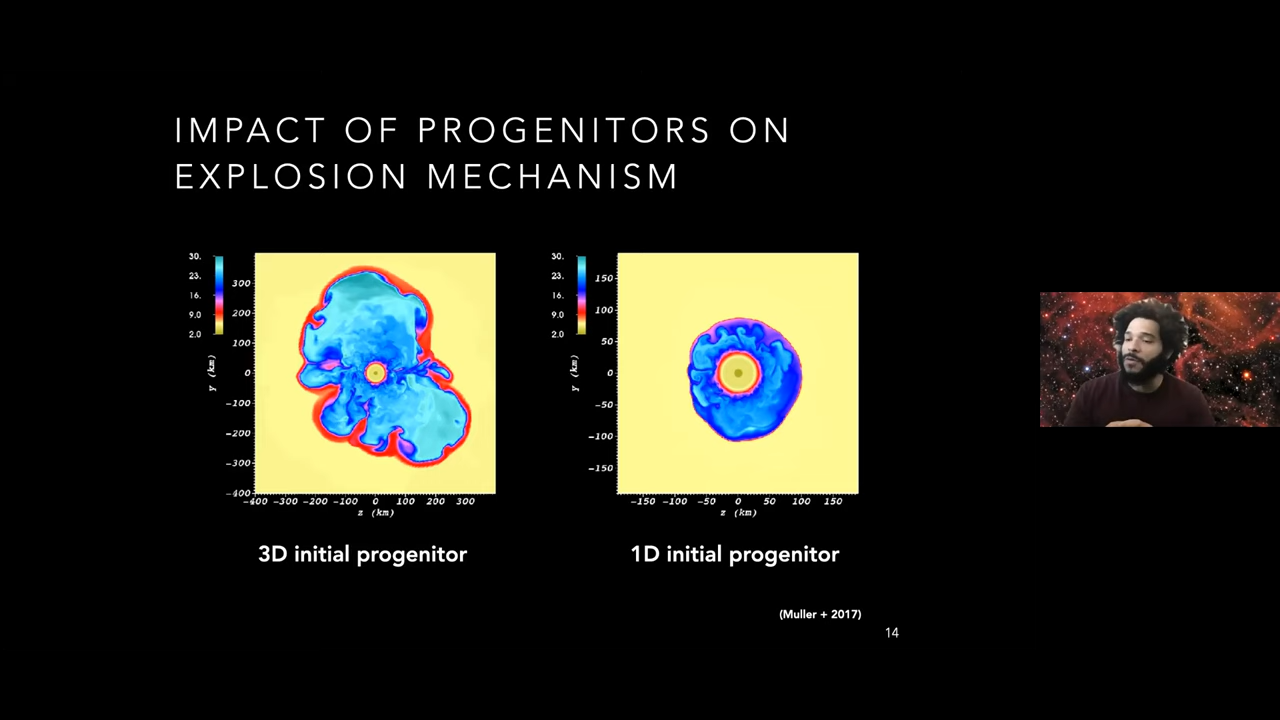 IMPACT OF PROGENITORS ON
EXPLOSION MECHANISM
30.
23.
16.
9.0
2.0
300
200
100
0
-100
-200
-300
-400
Y (km)
-400 -300 -200 -100 0 100 200 300
z (km)
30.
23.
16.
9.0
2.0
150
100
50
0
-50
-100
-150
Y (km)
-150 -100 -50 0 50 100 150
z (km)
3D initial progenitor
1D initial progenitor
(Muller + 2017)
14